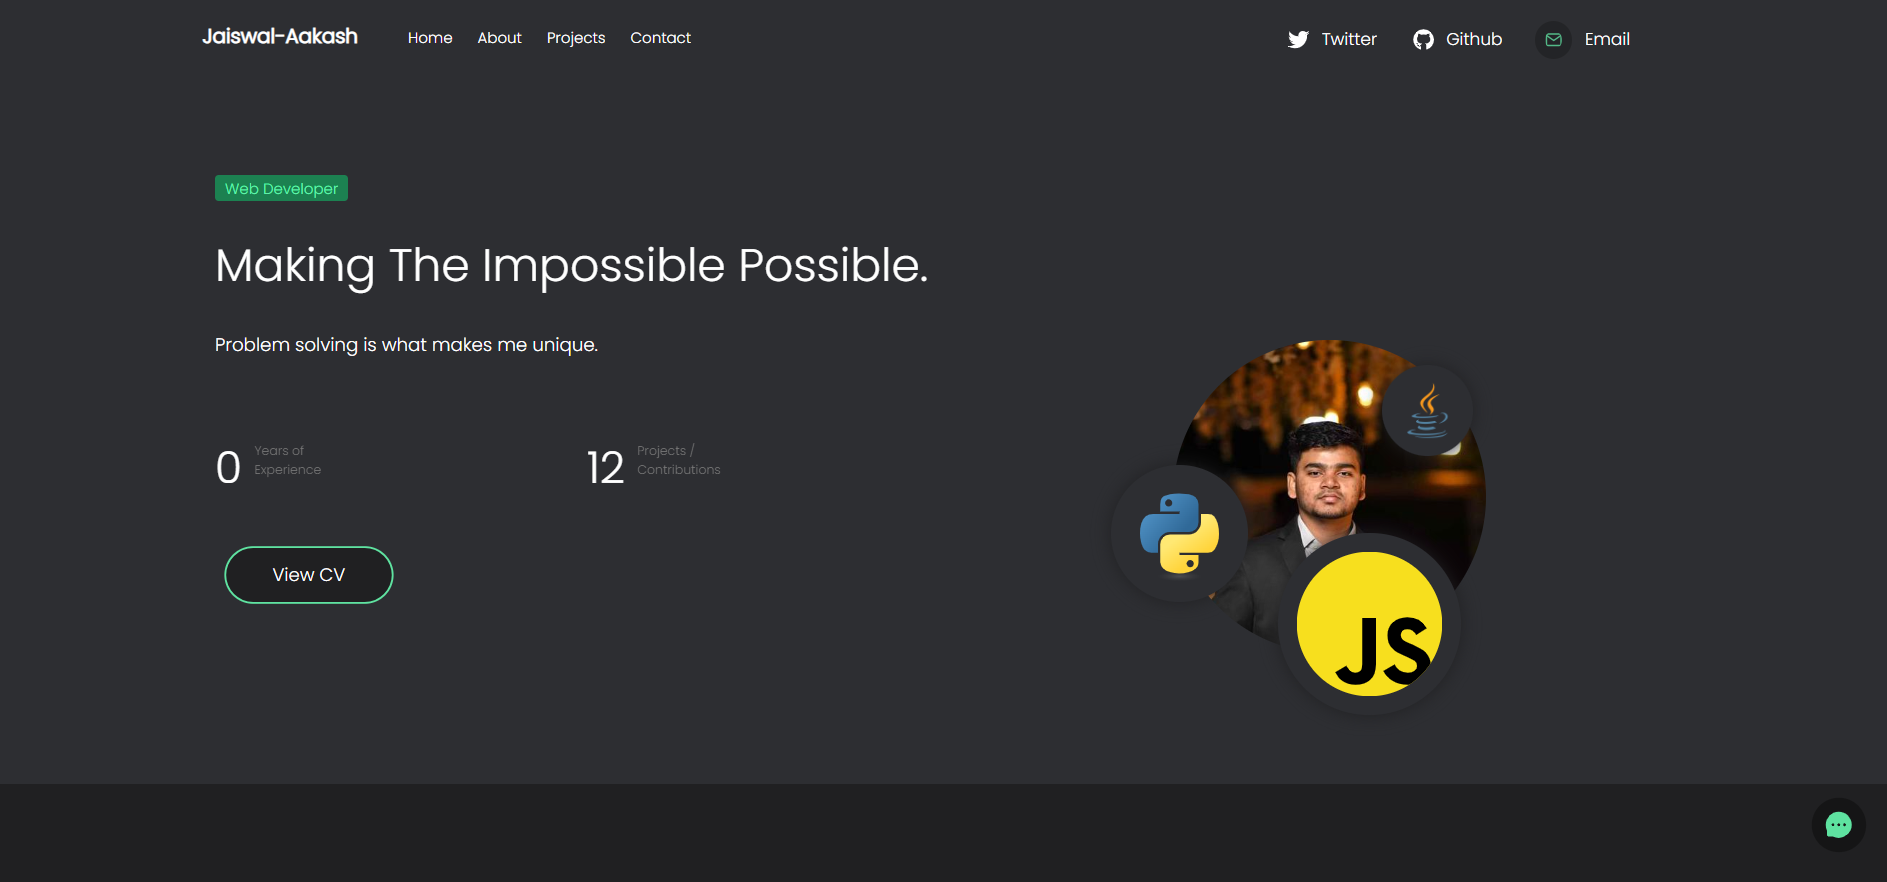 Jaiswal-Aakash
Home About Projects Contact
Twitter Github Email
Web Developer
Making The Impossible Possible.
Problem solving is what makes me unique.
0 Years of
Experience
12 Projects /
Contributions
View CV
JS